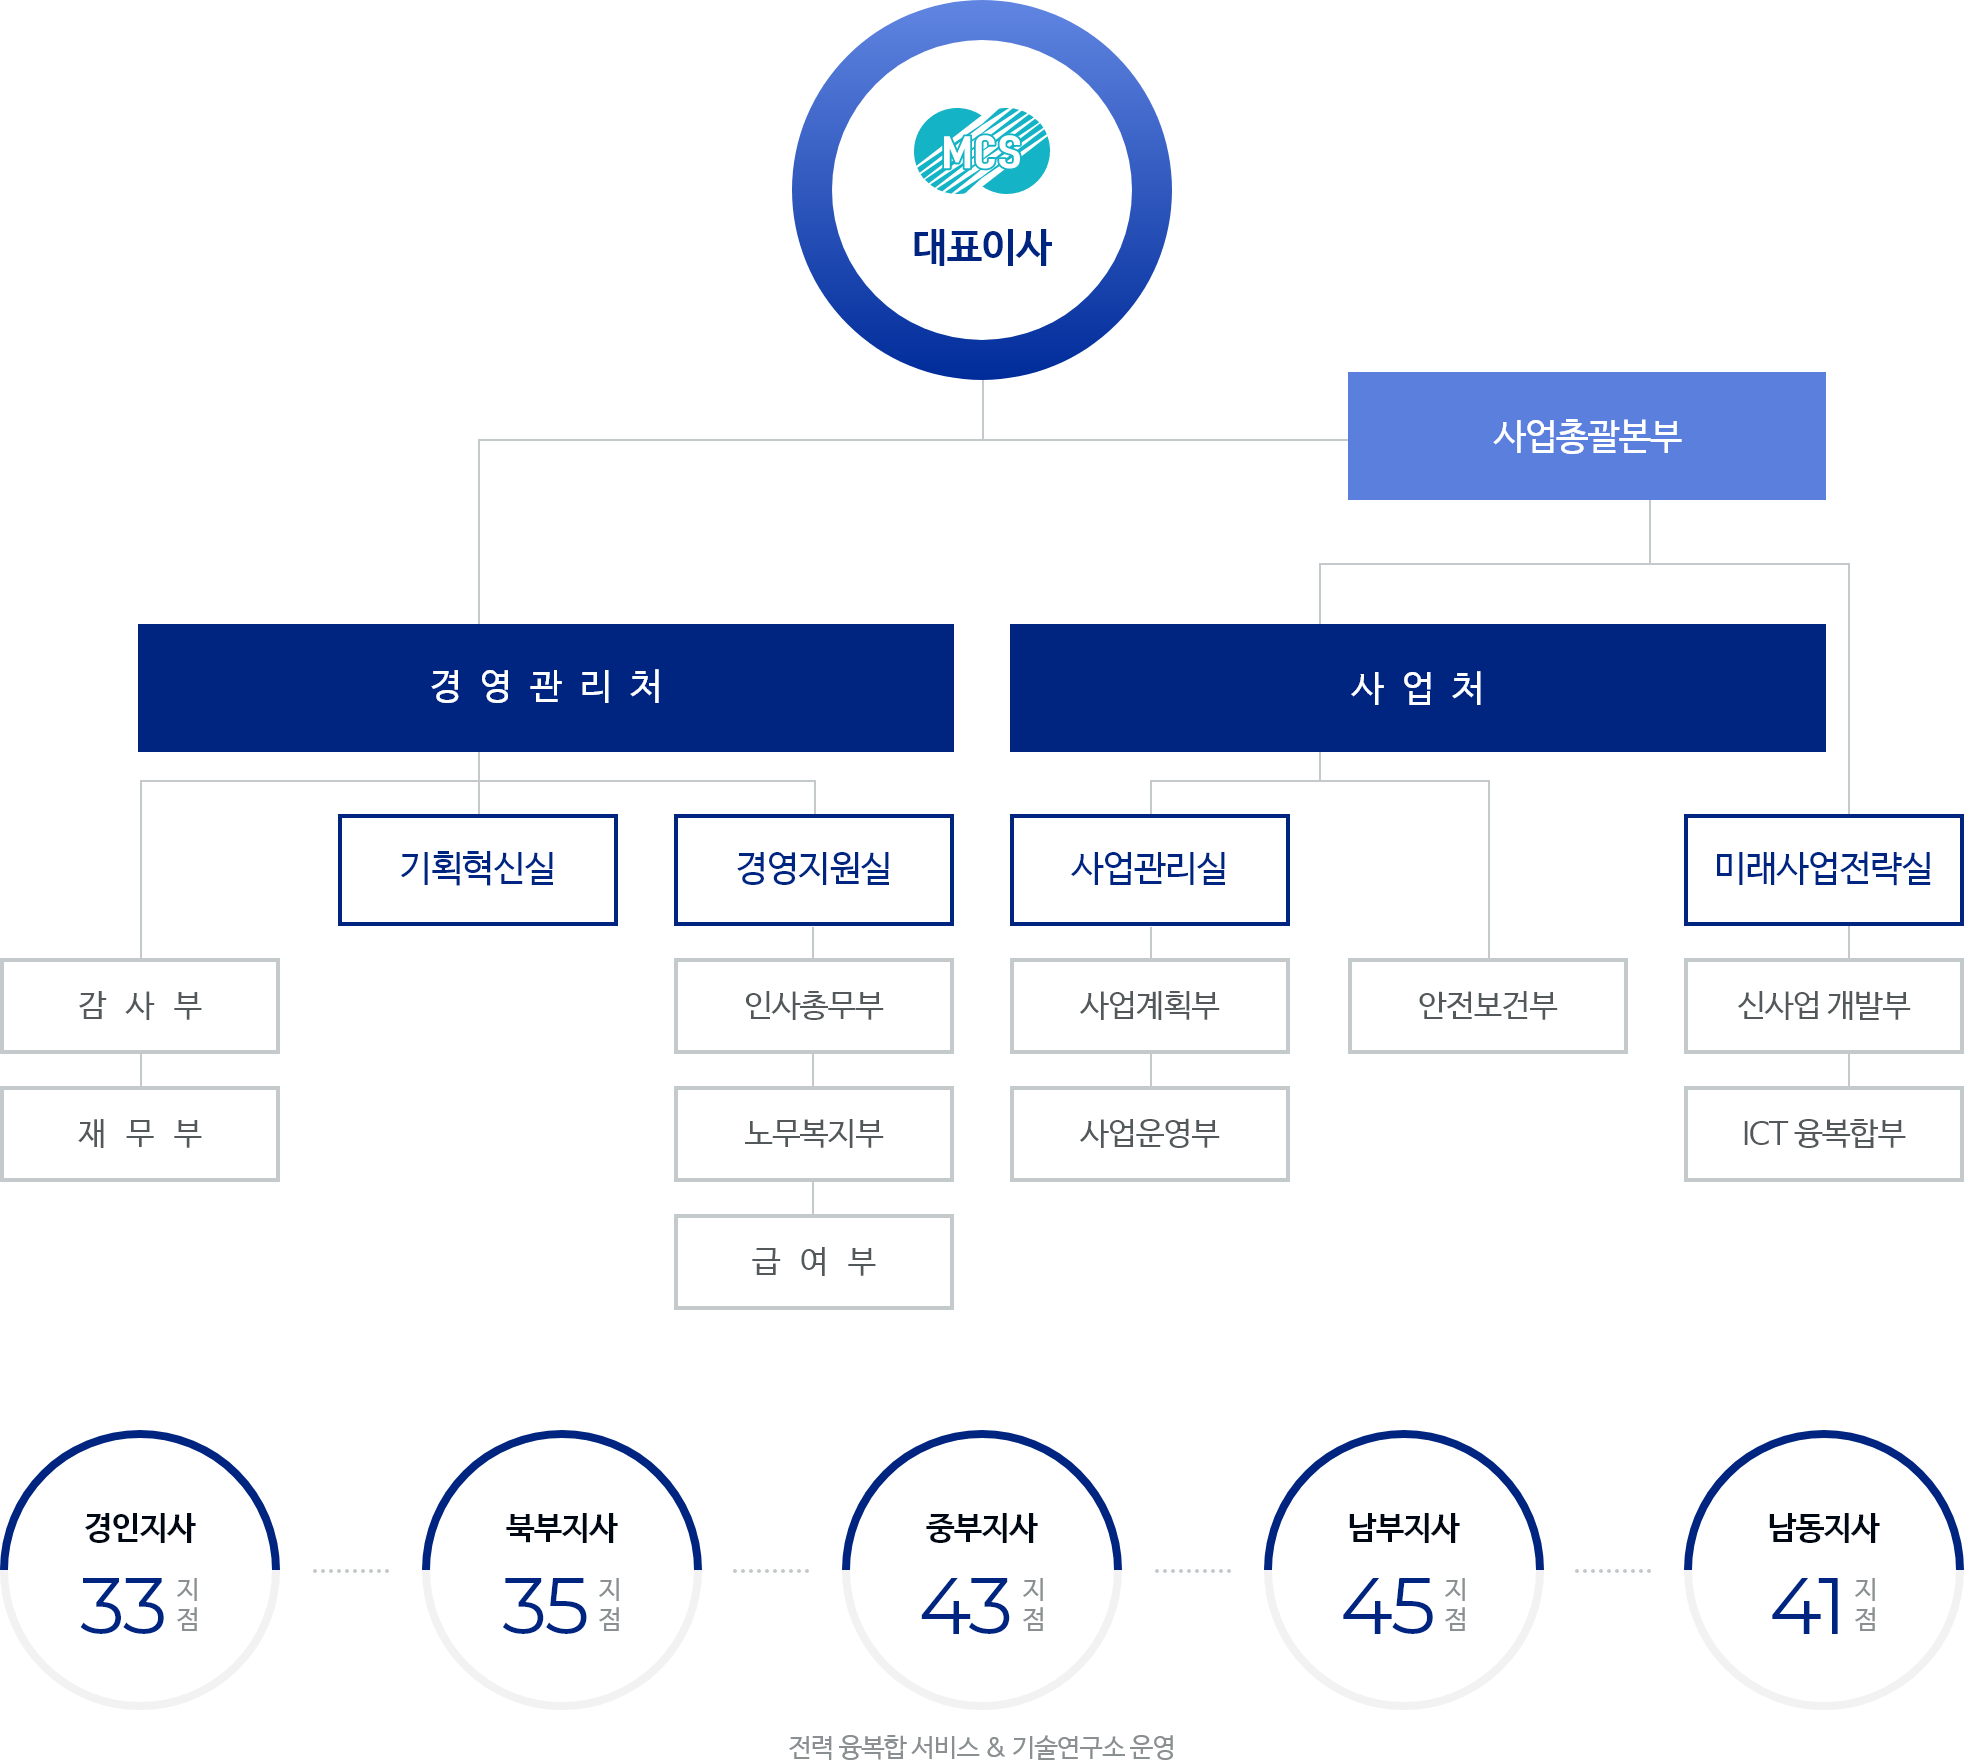 MCS
대표이사
사업총괄본부
경 영 관 리 처
사 업 처
기획혁신실
경영지원실
사업관리실
미래사업전략실
감 사 부
인사총무부
사업계획부
안전보건부
신사업 개발부
재 무 부
노무복지부
사업운영부
ICT 융복합부
급 여 부
경인지사
33 지점
북부지사
35 지점
중부지사
43 지점
남부지사
45 지점
남동지사
41 지점
전력 융복합 서비스 & 기술연구소 운영